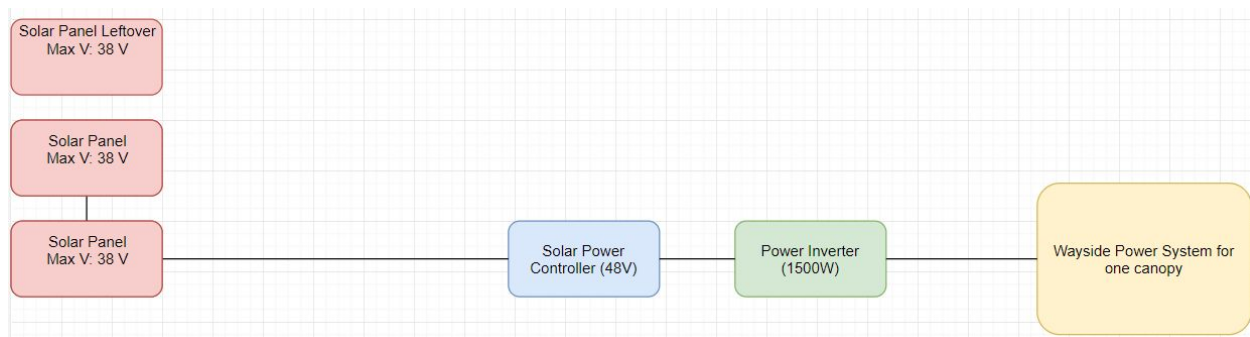 Solar Panel Leftover
Max V: 38 V
Solar Panel
Max V: 38 V
Solar Panel
Max V: 38 V
Solar Power
Controller (48V)
Power Inverter
(1500W)
Wayside Power System for
one canopy